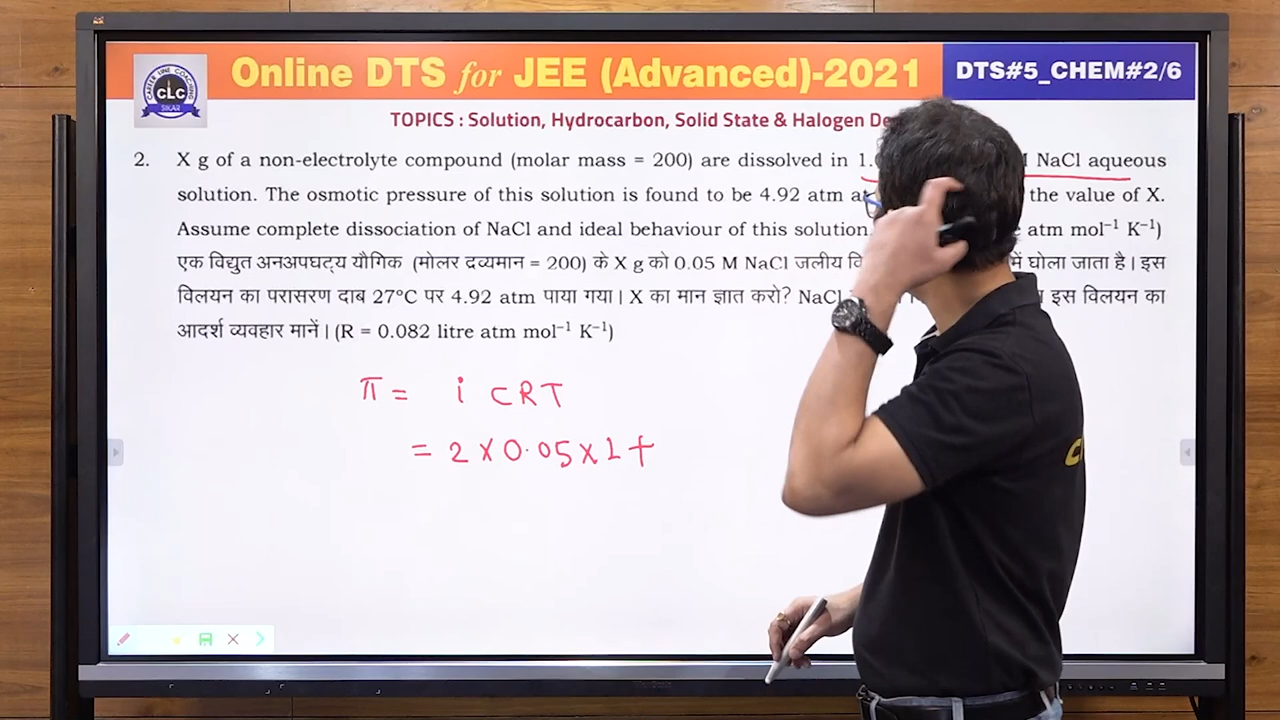 Online DTS for JEE (Advanced)-2021
DTS#5_CHEM#2/6
CAREER LINE COACHING
CLC
SIKAR
TOPICS : Solution, Hydrocarbon, Solid State & Halogen
2. X g of a non-electrolyte compound (molar mass = 200) are dissolved in 1. M NaCl aqueous
solution. The osmotic pressure of this solution is found to be 4.92 atm the value of X.
Assume complete dissociation of NaCl and ideal behaviour of this solution. atm mol⁻¹ K⁻¹)
एक विद्युत अनअपघट्य यौगिक (मोलर द्रव्यमान = 200) के X g को 0.05 M NaCl जलीय में घोला जाता है। इस
विलयन का परासरण दाब 27°C पर 4.92 atm पाया गया। X का मान ज्ञात करो? NaCl इस विलयन का
आदर्श व्यवहार मानें। (R = 0.082 litre atm mol⁻¹ K⁻¹)
π = i CRT
= 2 × 0.05 × 1 +